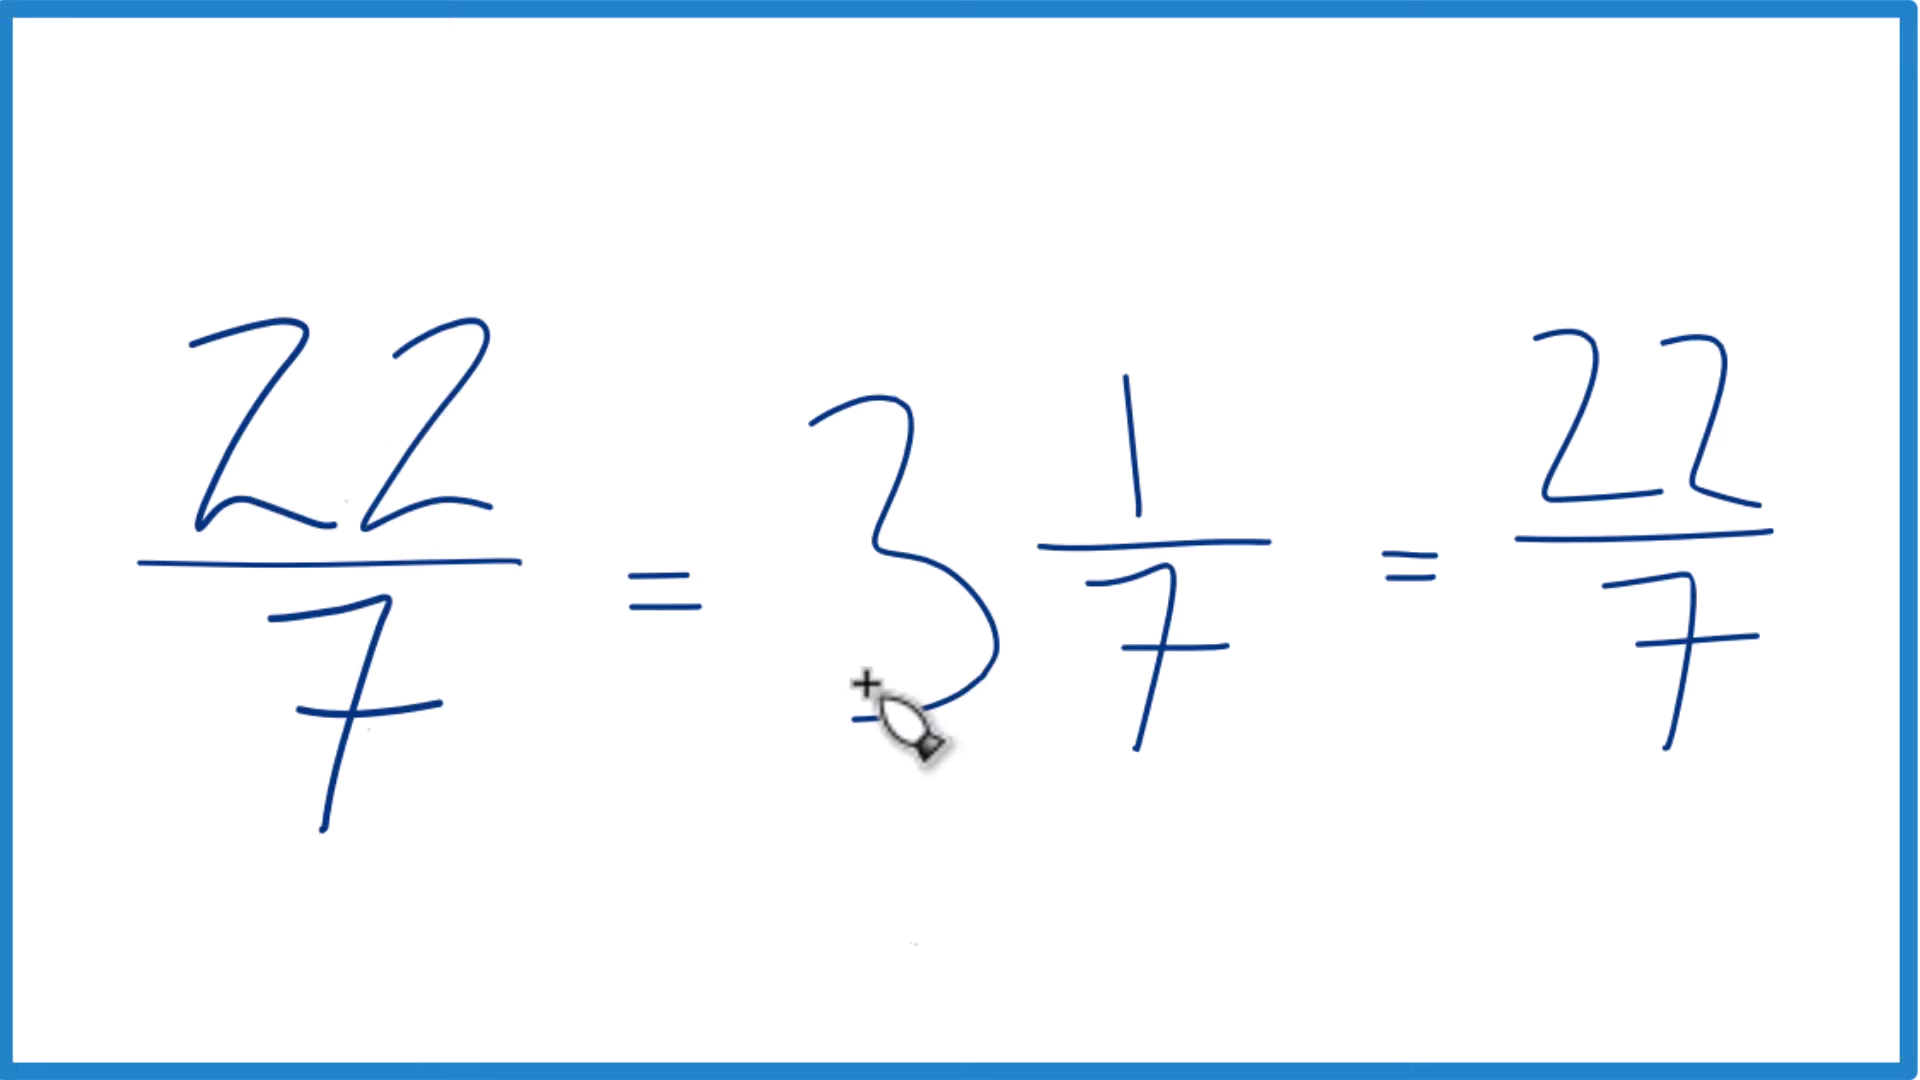 22/7 = 3 1/7 = 22/7